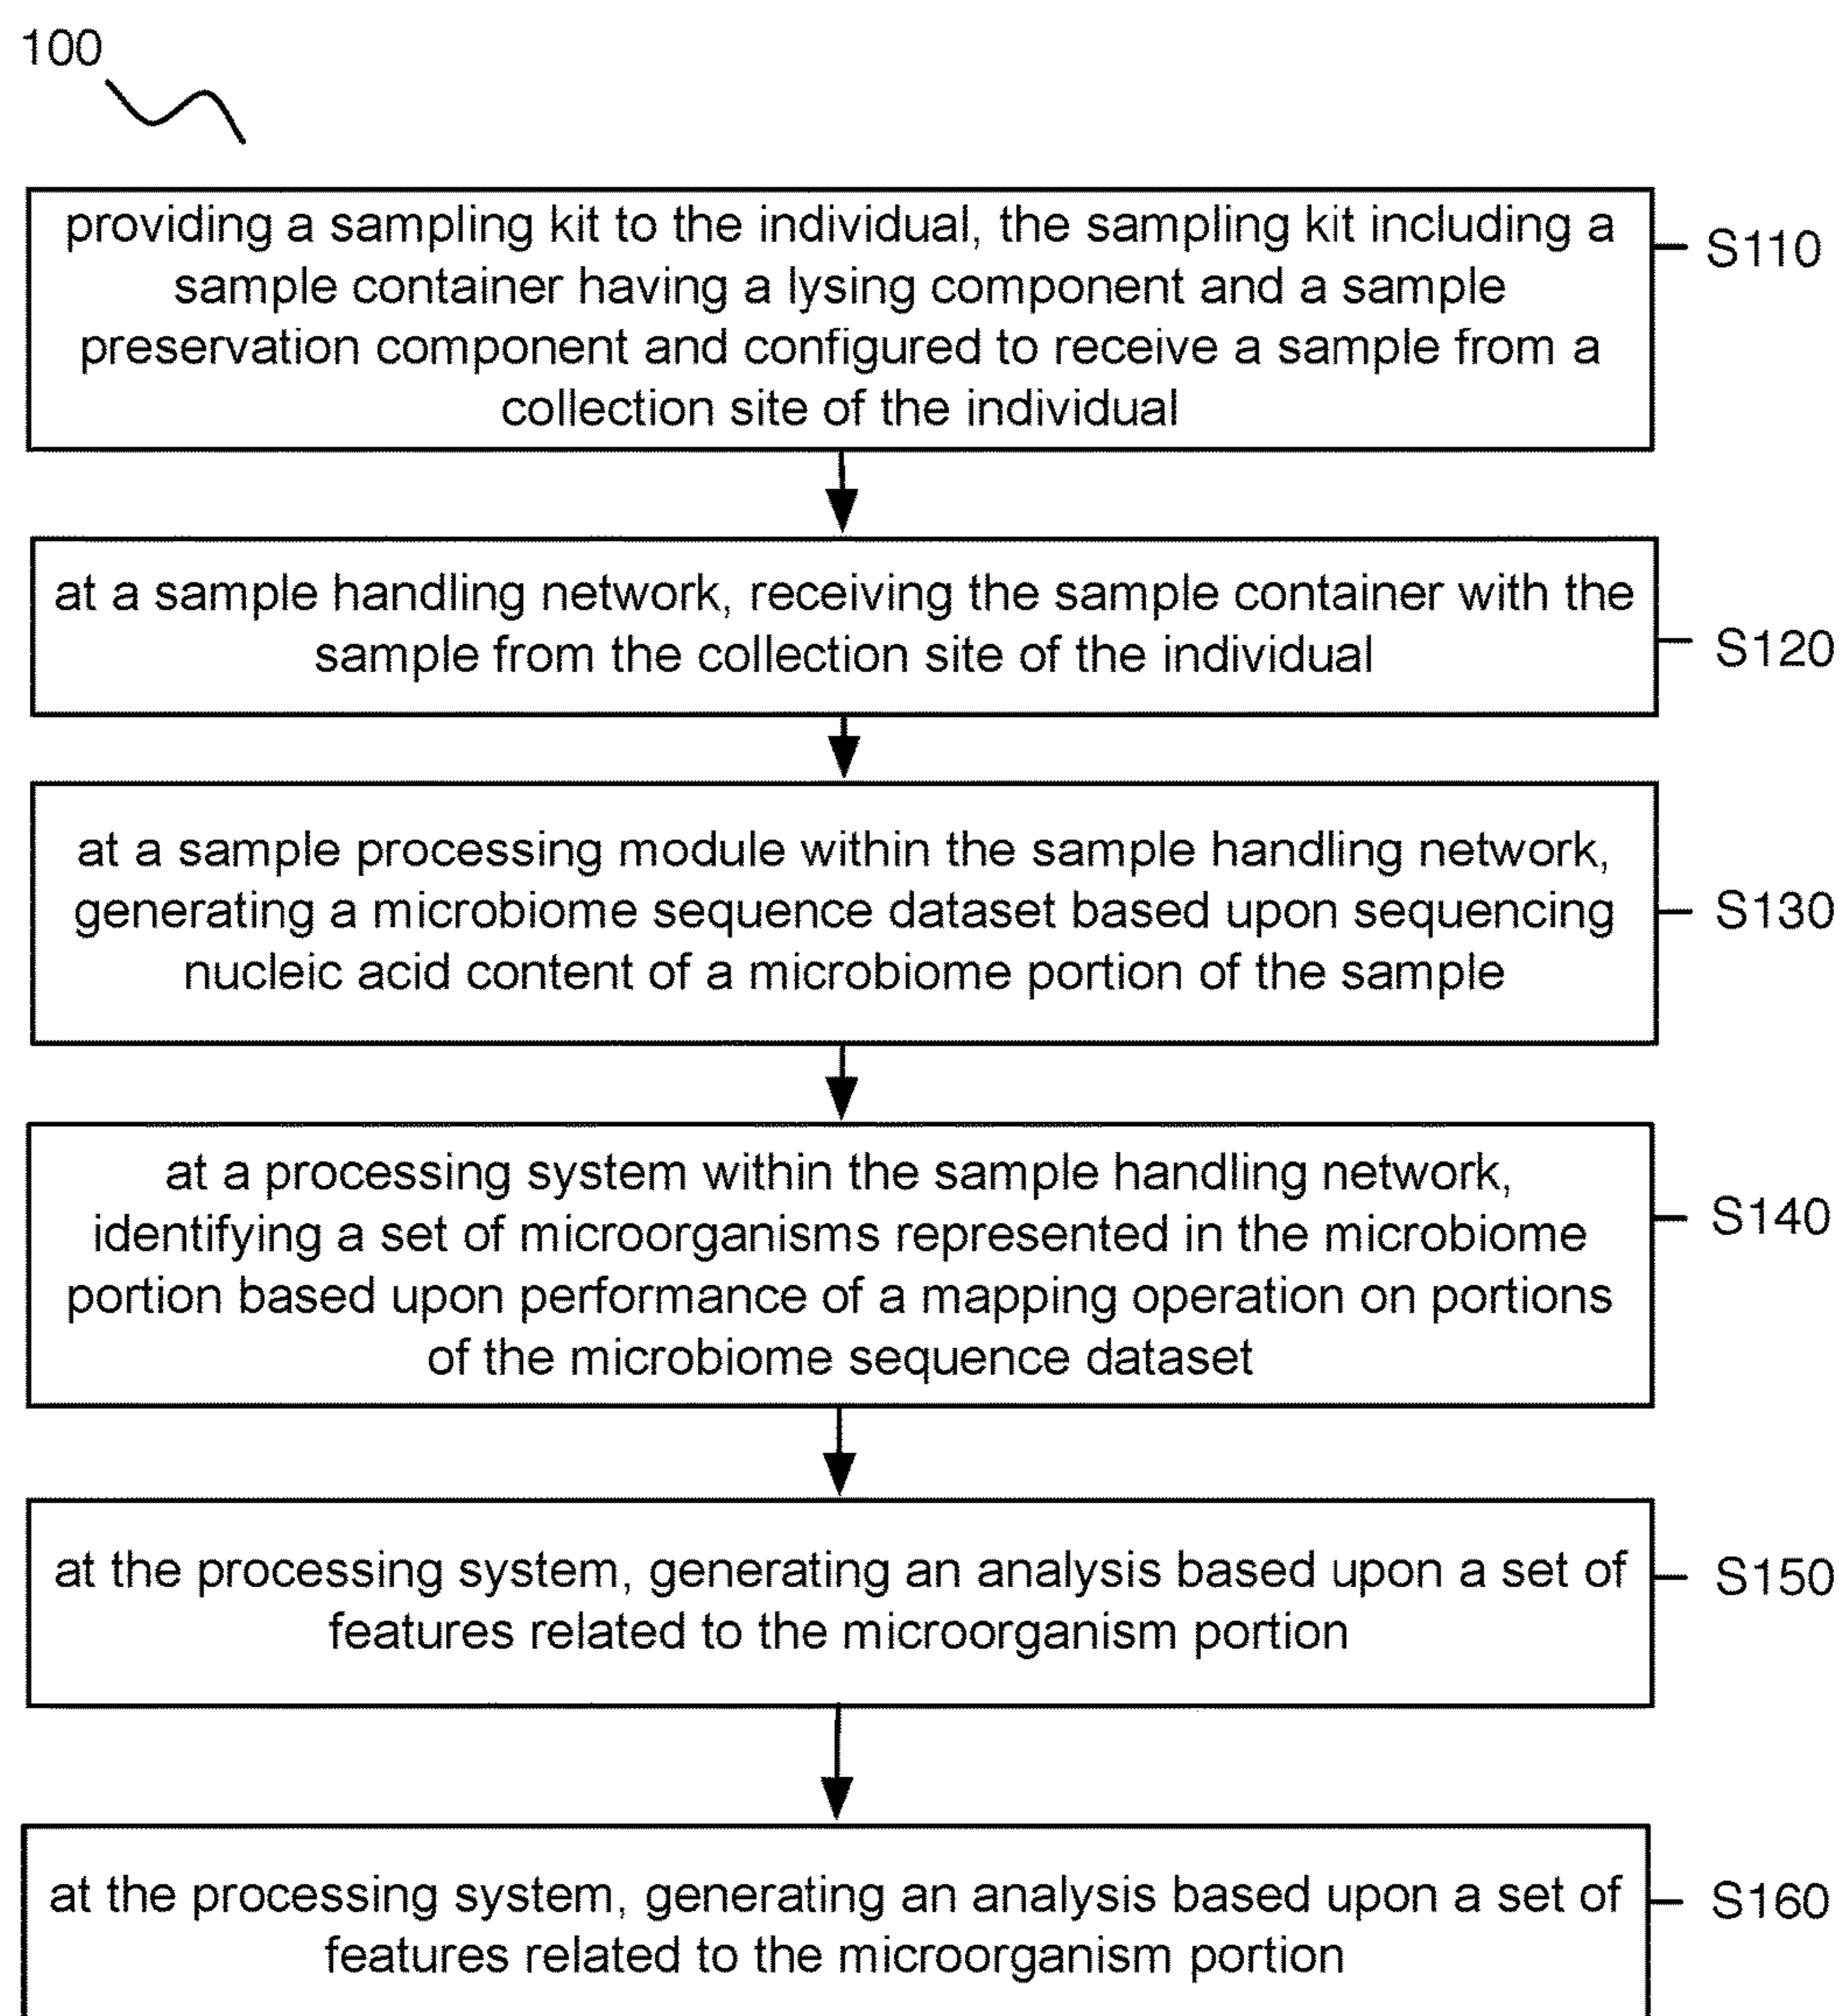 100
providing a sampling kit to the individual, the sampling kit including a
sample container having a lysing component and a sample
preservation component and configured to receive a sample from a
collection site of the individual
S110
at a sample handling network, receiving the sample container with the
sample from the collection site of the individual
S120
at a sample processing module within the sample handling network,
generating a microbiome sequence dataset based upon sequencing
nucleic acid content of a microbiome portion of the sample
S130
at a processing system within the sample handling network,
identifying a set of microorganisms represented in the microbiome
portion based upon performance of a mapping operation on portions
of the microbiome sequence dataset
S140
at the processing system, generating an analysis based upon a set of
features related to the microorganism portion
S150
at the processing system, generating an analysis based upon a set of
features related to the microorganism portion
S160